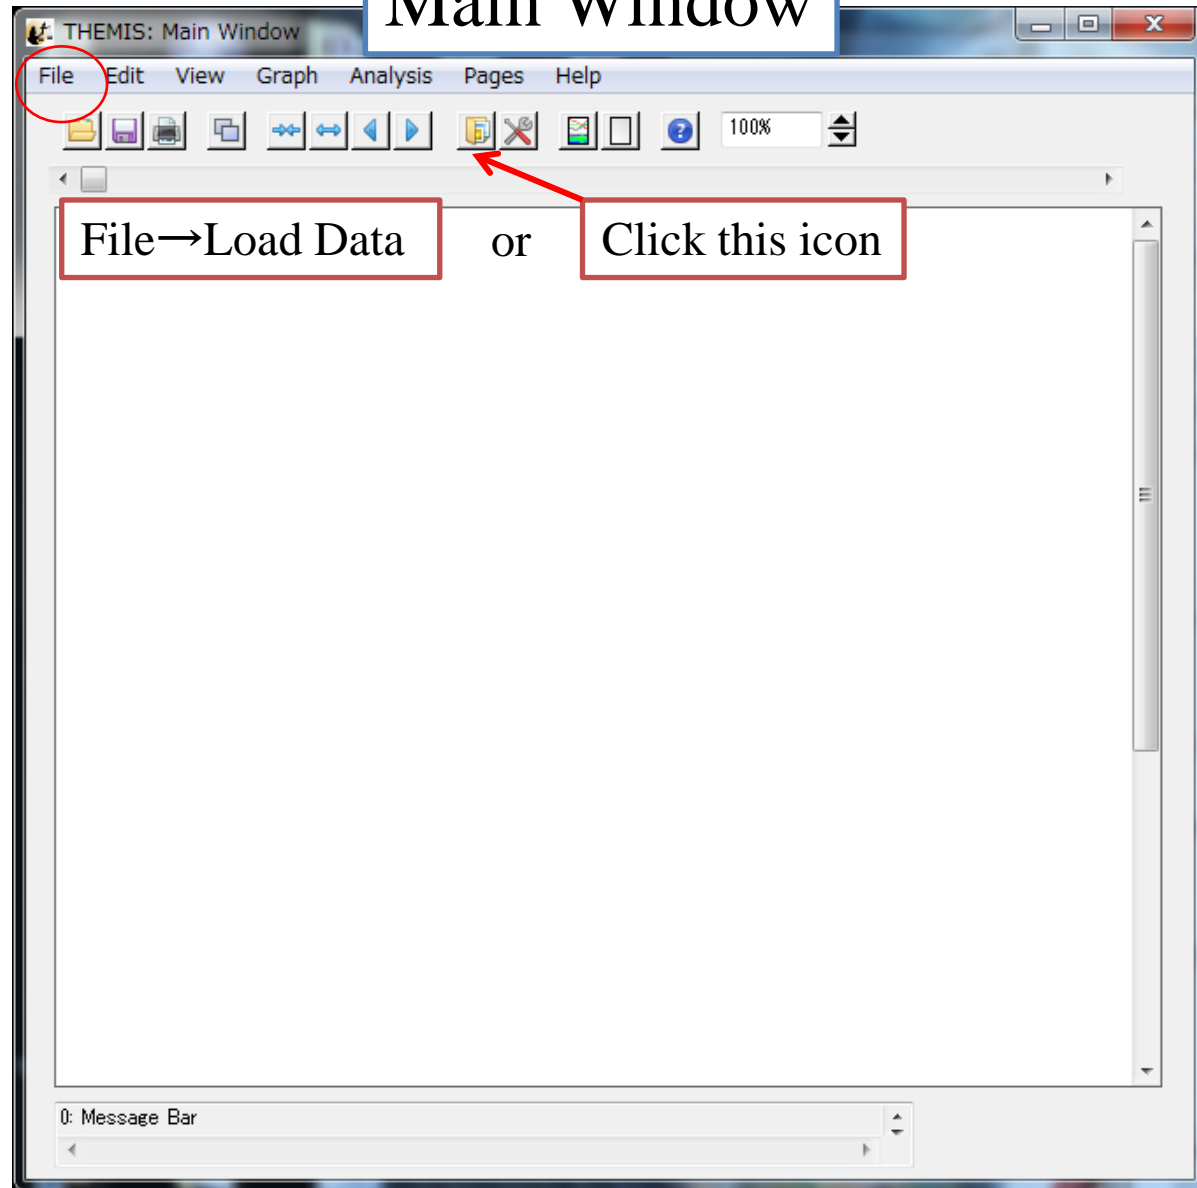 Main Window
THEMIS: Main Window
File Edit View Graph Analysis Pages Help
100%
File→Load Data or Click this icon
0: Message Bar